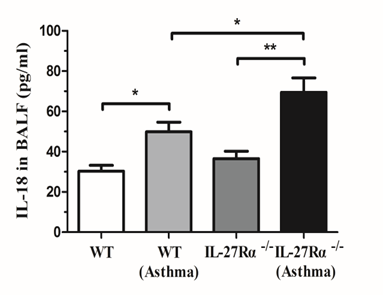 *
**
*
IL-18 in BALF (pg/ml)
100
80
60
40
20
0
WT
WT
(Asthma)
IL-27Rα -/-
IL-27Rα -/-
(Asthma)